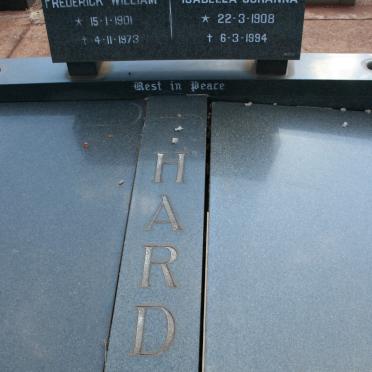 FREDERICK WILLIAM
★ 15·1·1901
✝ 4·11·1973
ISABELLA JOHANNA
★ 22·3·1908
✝ 6·3·1994
Rest in Peace
HARD